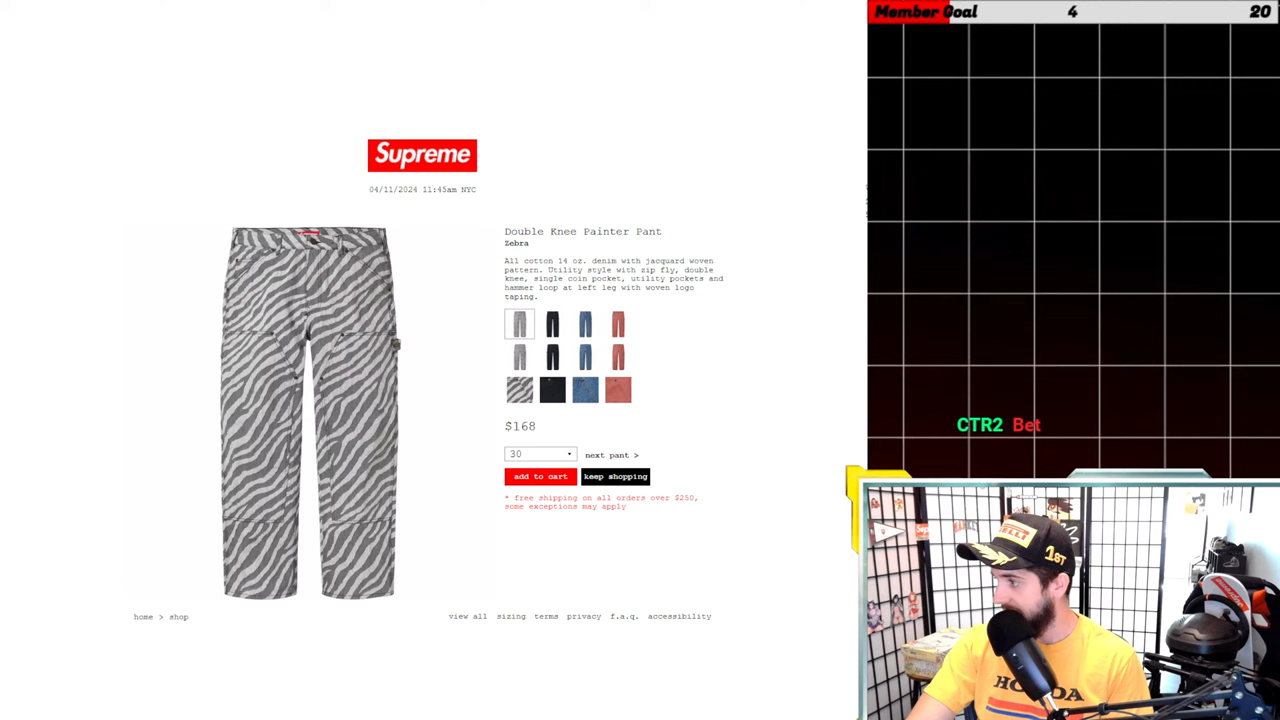 Member Goal 4 20
Supreme
04/11/2024 11:45am NYC
Double Knee Painter Pant
Zebra
All cotton 14 oz. denim with jacquard woven
pattern. Utility style with zip fly, double
knee, single coin pocket, utility pockets and
hammer loop at left leg with woven logo
taping.
$168
30
next pant >
add to cart
keep shopping
* free shipping on all orders over $250,
some exceptions may apply
home > shop
view all sizing terms privacy f.a.q. accessibility
CTR2 Bet
1ST
HONDA